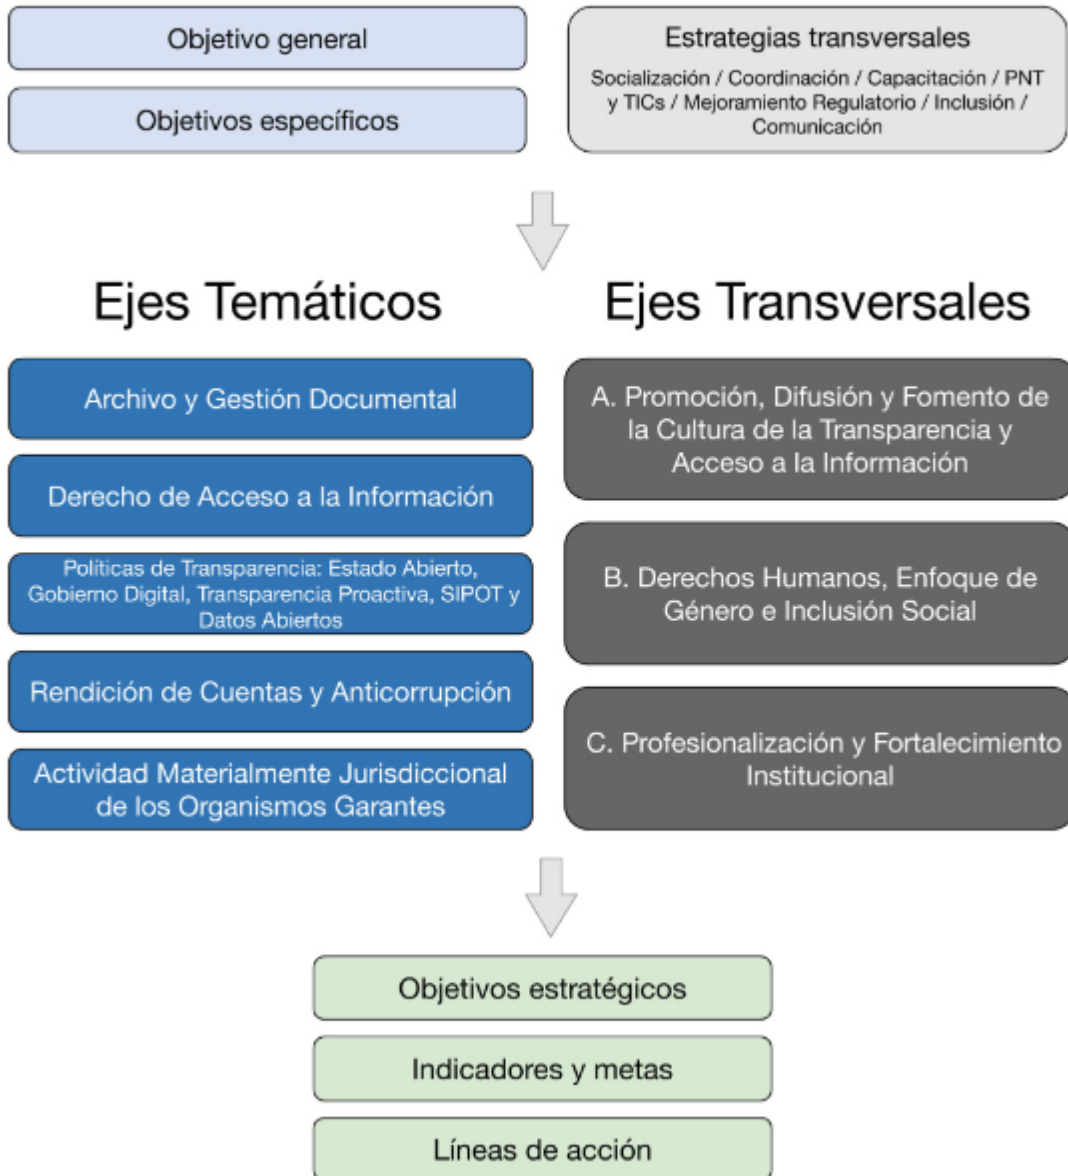 Objetivo general
Objetivos específicos
Estrategias transversales
Socialización / Coordinación / Capacitación / PNT
y TICs / Mejoramiento Regulatorio / Inclusión /
Comunicación
Ejes Temáticos
Archivo y Gestión Documental
Derecho de Acceso a la Información
Políticas de Transparencia: Estado Abierto,
Gobierno Digital, Transparencia Proactiva, SIPOT y
Datos Abiertos
Rendición de Cuentas y Anticorrupción
Actividad Materialmente Jurisdiccional
de los Organismos Garantes
Ejes Transversales
A. Promoción, Difusión y Fomento de
la Cultura de la Transparencia y
Acceso a la Información
B. Derechos Humanos, Enfoque de
Género e Inclusión Social
C. Profesionalización y Fortalecimiento
Institucional
Objetivos estratégicos
Indicadores y metas
Líneas de acción